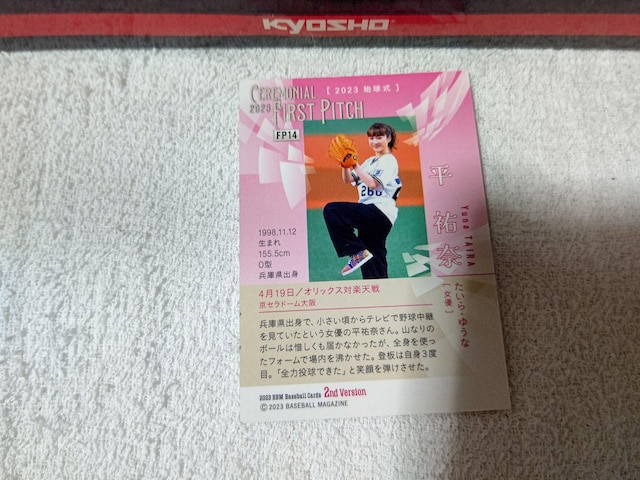 KYOSHO
CEREMONIAL
2023 FIRST PITCH
[ 2023 始球式 ]
FP14
平 祐奈
Yuna TAIRA
たいら・ゆうな
[女優]
1998.11.12
生まれ
155.5cm
O型
兵庫県出身
4月19日/オリックス対楽天戦
京セラドーム大阪
兵庫県出身で、小さい頃からテレビで野球中継
を見ていたという女優の平祐奈さん。山なりの
ボールは惜しくも届かなかったが、全身を使っ
たフォームで場内を沸かせた。登板は自身3度
目。「全力投球できた」と笑顔を弾けさせた。
2023 BBM Baseball Cards 2nd Version
©2023 BASEBALL MAGAZINE